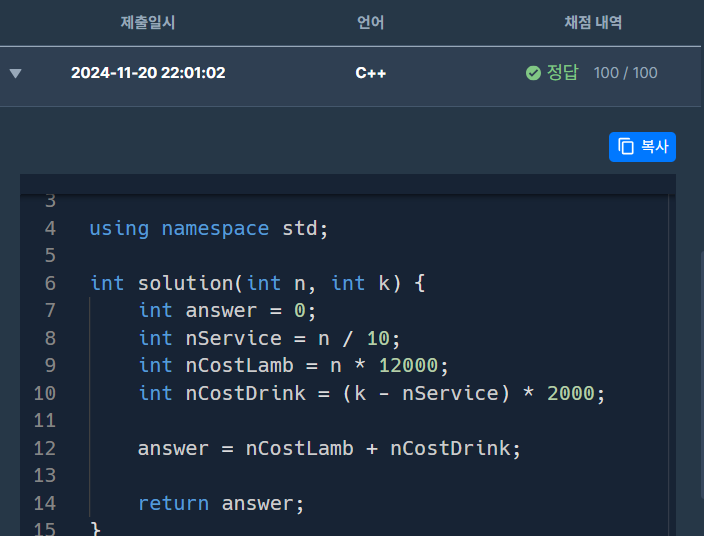 제출일시 언어 채점 내역
2024-11-20 22:01:02 C++ 정답 100 / 100
복사
3
4 using namespace std;
5
6 int solution(int n, int k) {
7     int answer = 0;
8     int nService = n / 10;
9     int nCostLamb = n * 12000;
10     int nCostDrink = (k - nService) * 2000;
11
12     answer = nCostLamb + nCostDrink;
13
14     return answer;
15 }